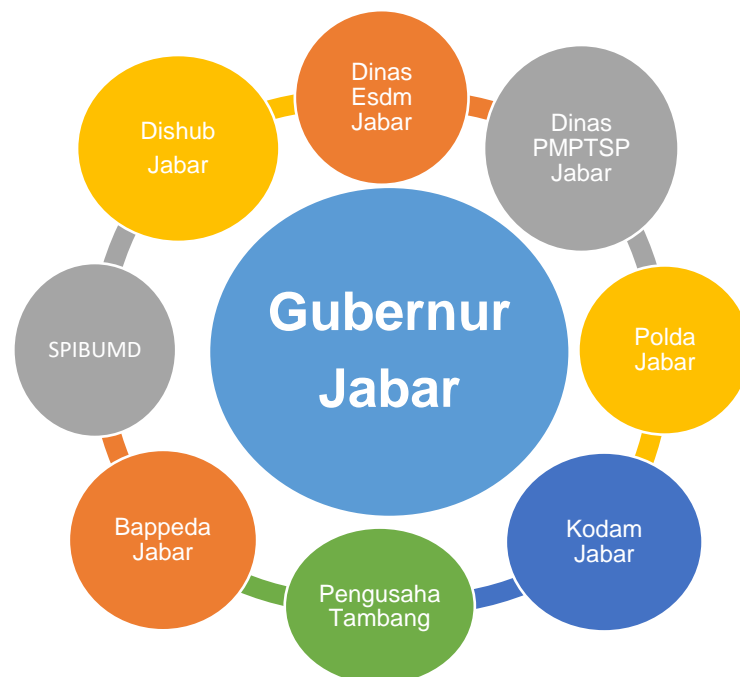 Dinas
Esdm
Jabar
Dinas
PMPTSP
Jabar
Polda
Jabar
Kodam
Jabar
Pengusaha
Tambang
Bappeda
Jabar
SPIBUMD
Dishub
Jabar
Gubernur
Jabar